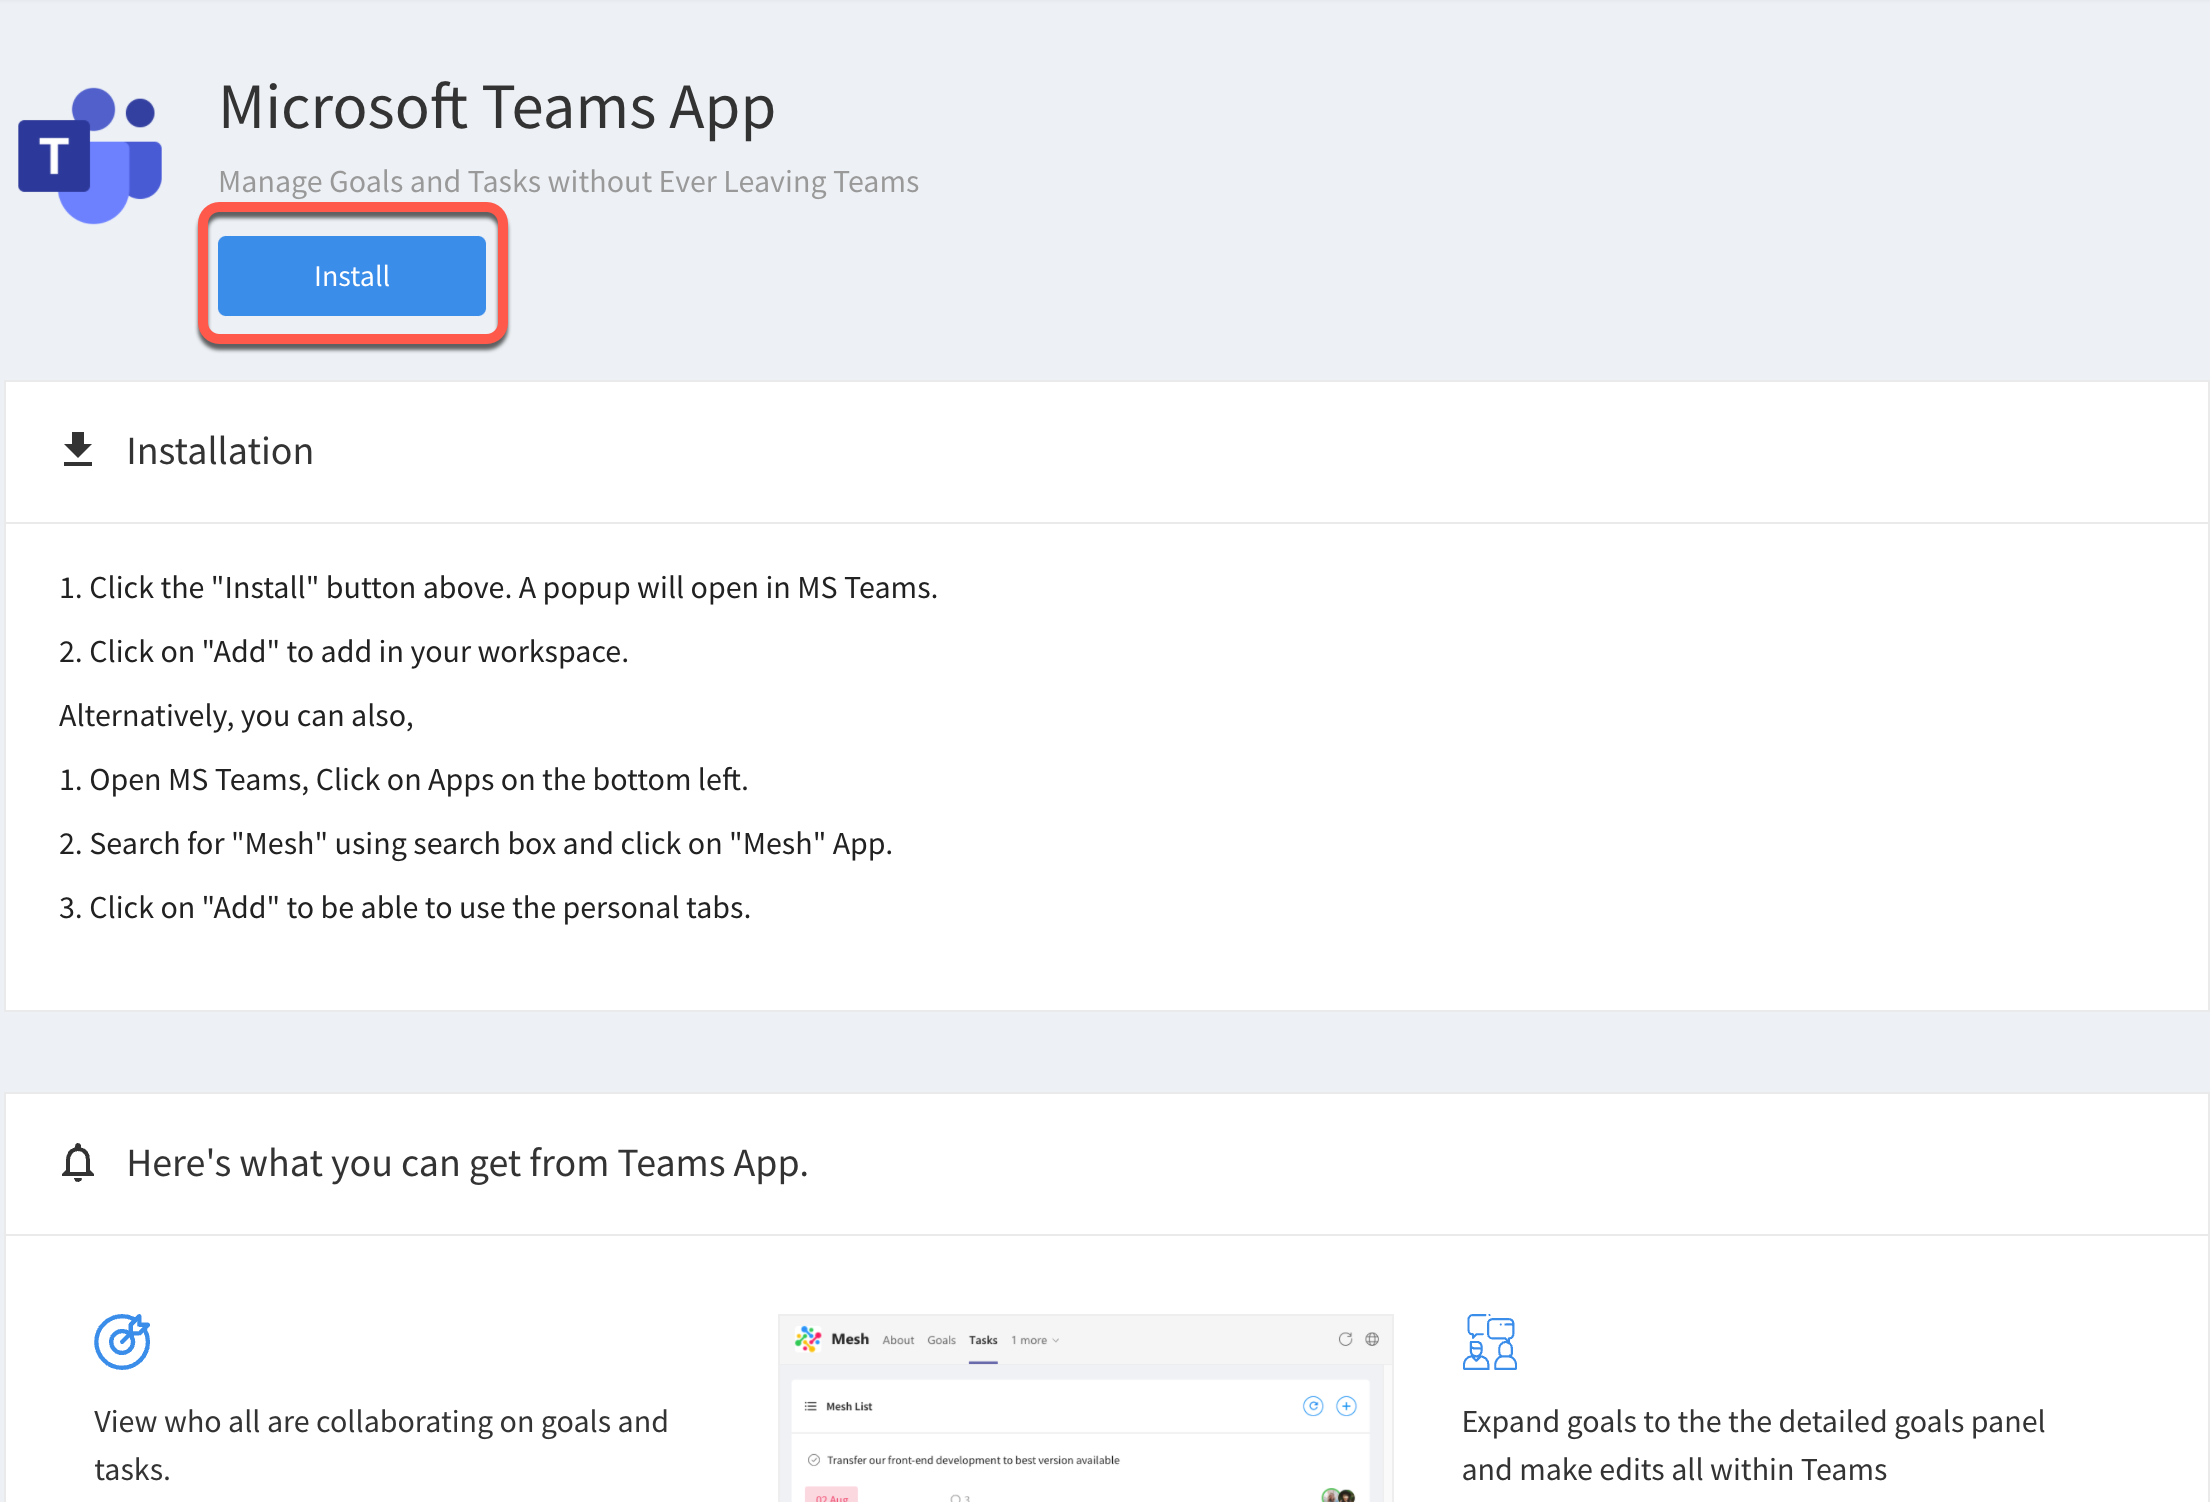 T
Microsoft Teams App
Manage Goals and Tasks without Ever Leaving Teams
Install
Installation
1. Click the "Install" button above. A popup will open in MS Teams.
2. Click on "Add" to add in your workspace.
Alternatively, you can also,
1. Open MS Teams, Click on Apps on the bottom left.
2. Search for "Mesh" using search box and click on "Mesh" App.
3. Click on "Add" to be able to use the personal tabs.
Here's what you can get from Teams App.
View who all are collaborating on goals and
tasks.
Mesh About Goals Tasks 1 more
Mesh List
Transfer our front-end development to best version available
02 Aug 3
Expand goals to the the detailed goals panel
and make edits all within Teams